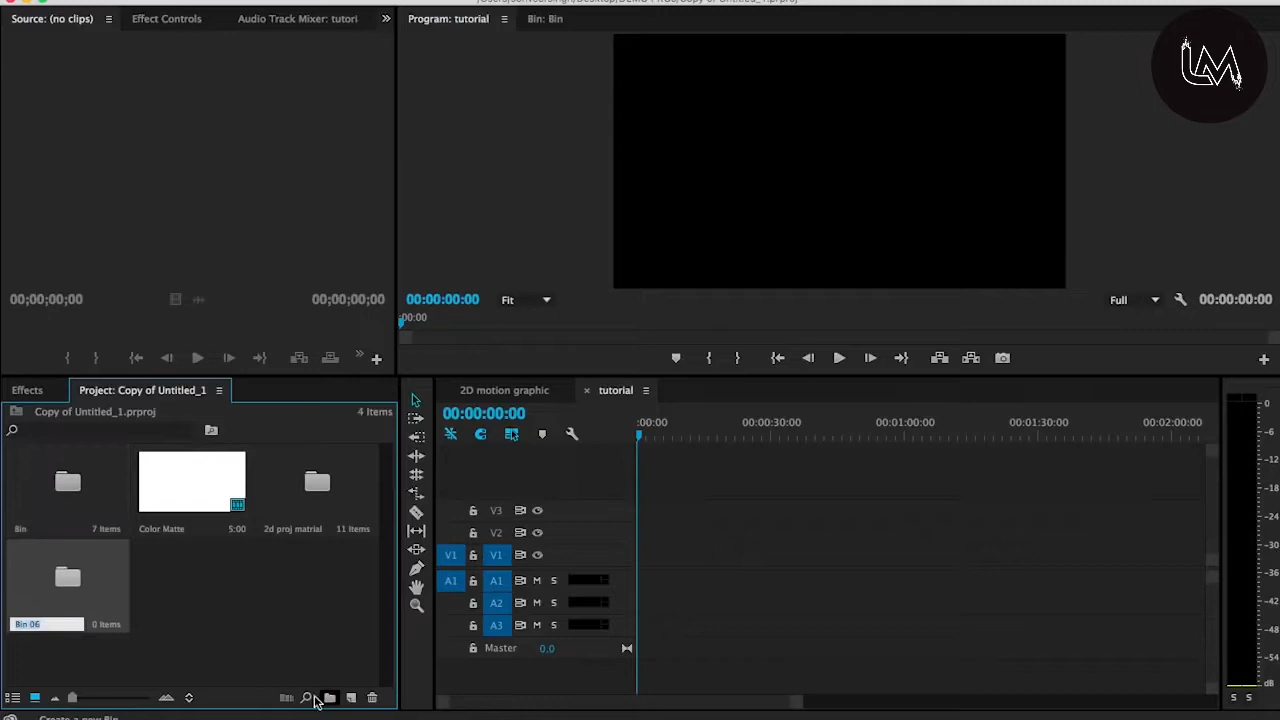 Source: (no clips)
Effect Controls
Audio Track Mixer: tutori
Program: tutorial
Bin: Bin
LM
00;00;00;00
00;00;00;00
00:00:00:00
Fit
Full
00:00:00:00
:00:00
Effects
Project: Copy of Untitled_1
Copy of Untitled_1.prproj
4 Items
Bin
7 Items
Color Matte
5:00
2d proj matrial
11 Items
Bin 06
0 Items
2D motion graphic
× tutorial
00:00:00:00
:00:00
00:00:30:00
00:01:00:00
00:01:30:00
00:02:00:00
V3
V2
V1
V1
A1
A1
M
S
A2
M
S
A3
M
S
Master
0.0
0
-6
-12
-18
-24
-30
-36
-42
-48
-54
dB
S
S
Create a new Bin